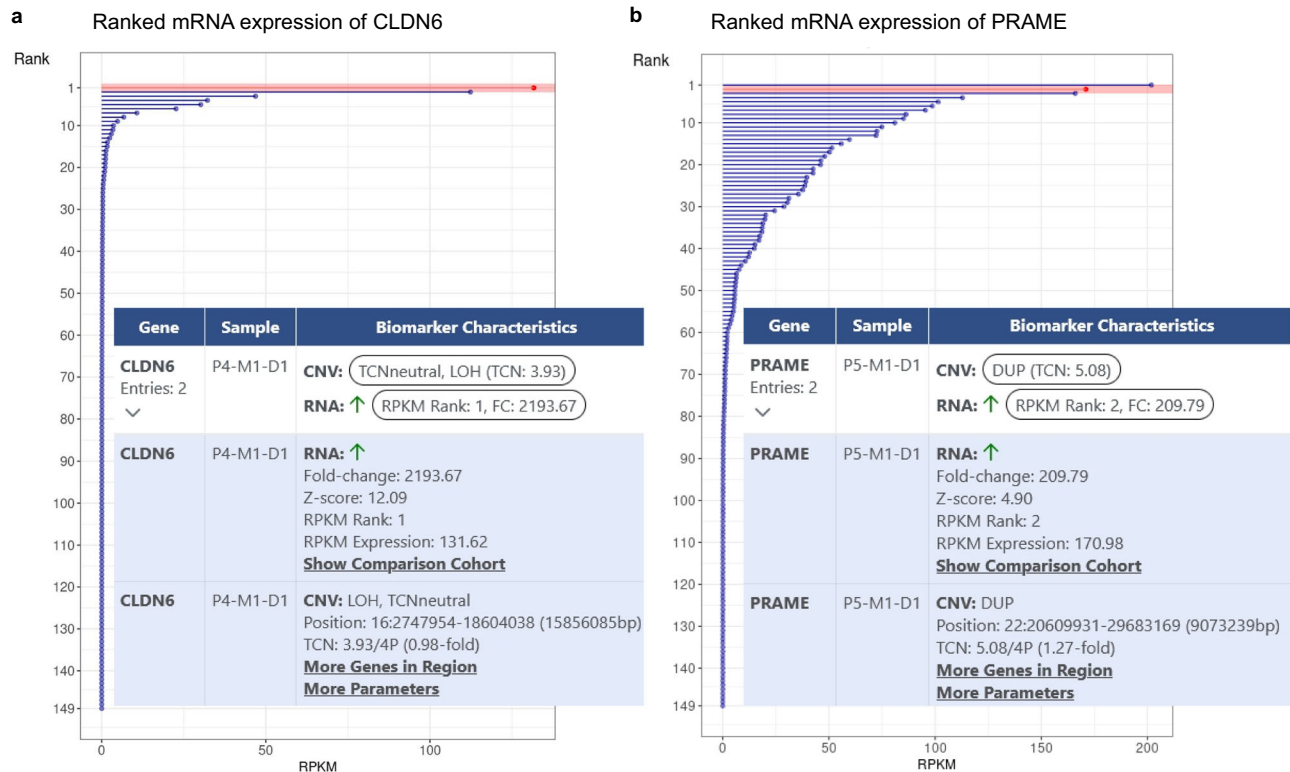 a
Ranked mRNA expression of CLDN6
Rank
1
10
20
30
40
50
60
70
80
90
100
110
120
130
140
149
0
50
100
RPKM
Gene
Sample
Biomarker Characteristics
CLDN6
Entries: 2
P4-M1-D1
CNV: TCNneutral, LOH (TCN: 3.93)
RNA: ↑ RPKM Rank: 1, FC: 2193.67
CLDN6
P4-M1-D1
RNA: ↑
Fold-change: 2193.67
Z-score: 12.09
RPKM Rank: 1
RPKM Expression: 131.62
Show Comparison Cohort
CLDN6
P4-M1-D1
CNV: LOH, TCNneutral
Position: 16:2747954-18604038 (15856085bp)
TCN: 3.93/4P (0.98-fold)
More Genes in Region
More Parameters
b
Ranked mRNA expression of PRAME
Rank
1
10
20
30
40
50
60
70
80
90
100
110
120
130
140
149
0
50
100
150
200
RPKM
Gene
Sample
Biomarker Characteristics
PRAME
Entries: 2
P5-M1-D1
CNV: DUP (TCN: 5.08)
RNA: ↑ RPKM Rank: 2, FC: 209.79
PRAME
P5-M1-D1
RNA: ↑
Fold-change: 209.79
Z-score: 4.90
RPKM Rank: 2
RPKM Expression: 170.98
Show Comparison Cohort
PRAME
P5-M1-D1
CNV: DUP
Position: 22:20609931-29683169 (9073239bp)
TCN: 5.08/4P (1.27-fold)
More Genes in Region
More Parameters